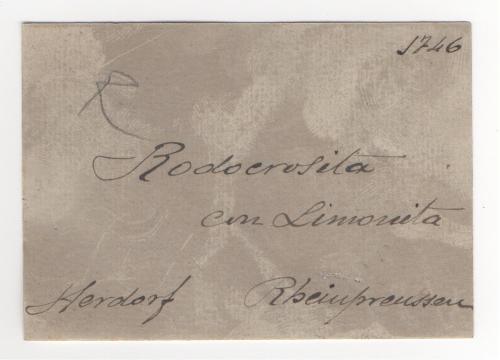 1746
R
Rodocrosita
con Limonita
Herdorf Rheinpreussen